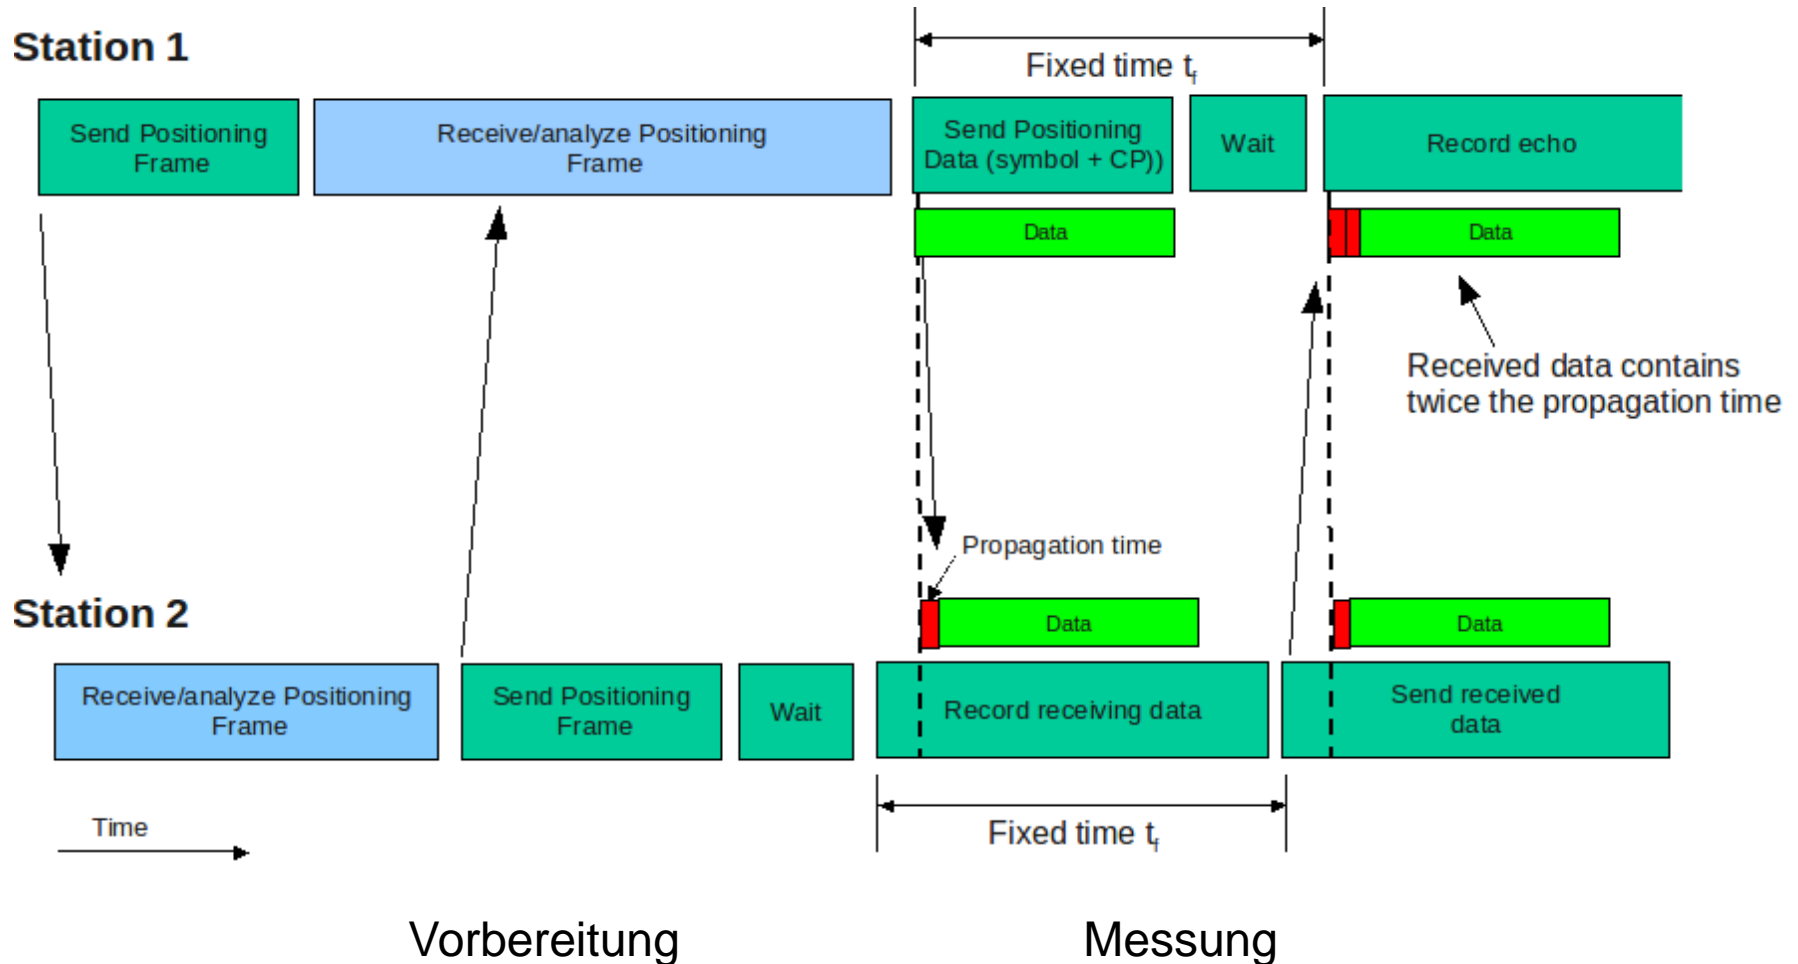 Station 1
Fixed time tf
Send Positioning
Frame
Receive/analyze Positioning
Frame
Send Positioning
Data (symbol + CP))
Wait
Record echo
Data
Data
Received data contains
twice the propagation time
Propagation time
Station 2
Data
Data
Receive/analyze Positioning
Frame
Send Positioning
Frame
Wait
Record receiving data
Send received
data
Time
Fixed time tf
Vorbereitung
Messung